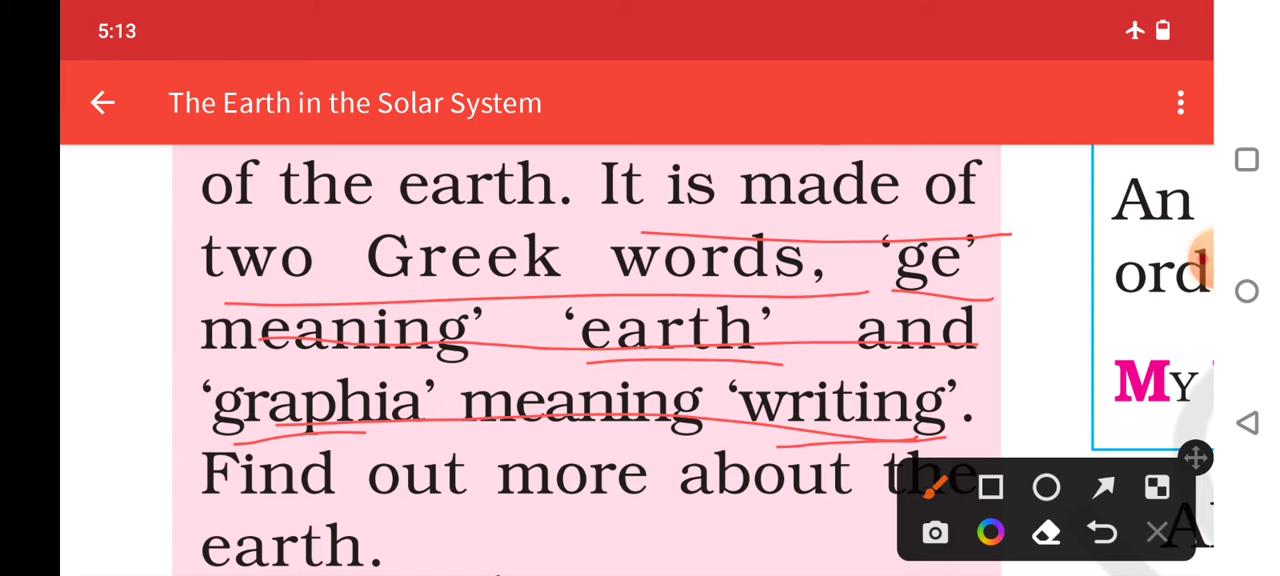 5:13
The Earth in the Solar System
of the earth. It is made of
two Greek words, ‘ge’
meaning’ ‘earth’ and
‘graphia’ meaning ‘writing’.
Find out more about the
earth.
An
ord
MY